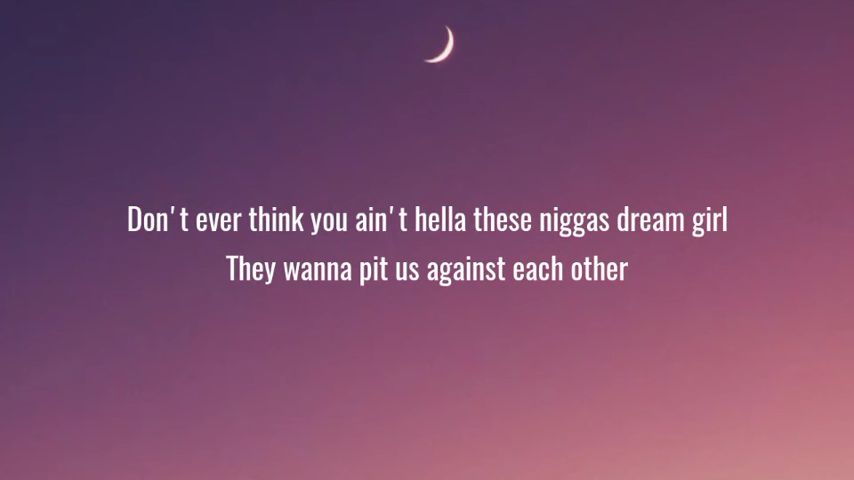 Don't ever think you ain't hella these niggas dream girl
They wanna pit us against each other